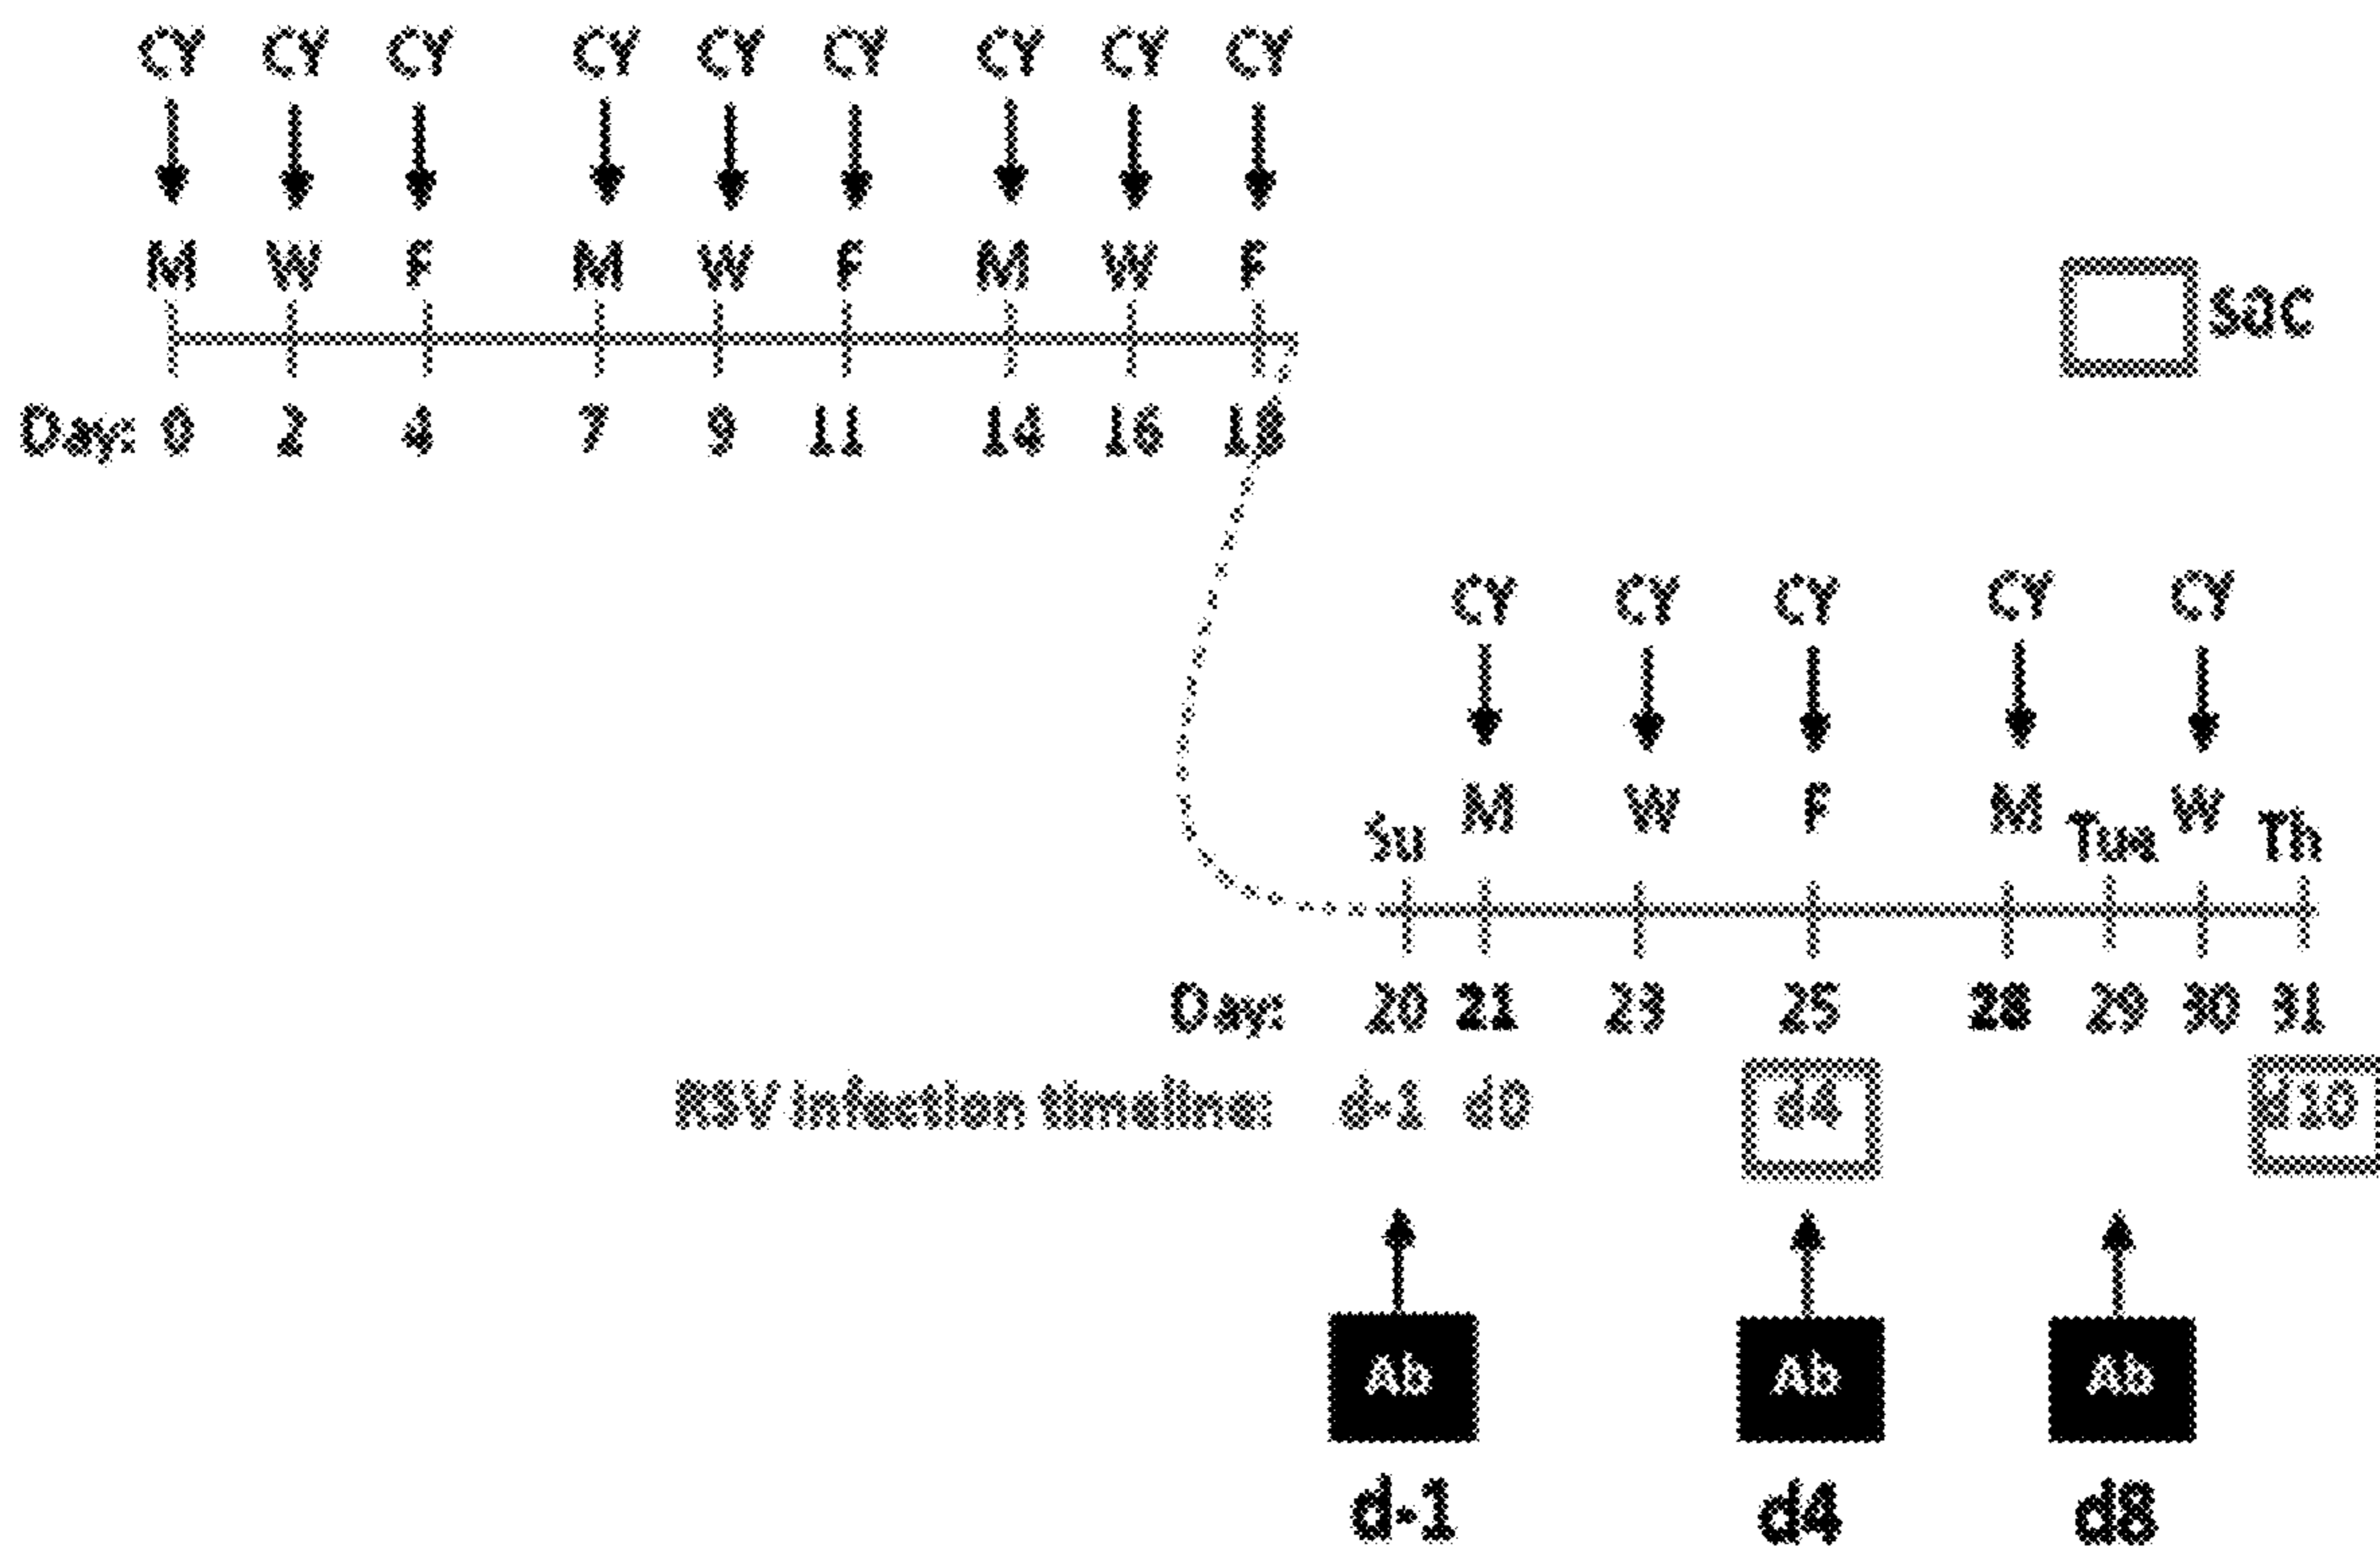 CY CY CY CY CY CY CY CY CY
M W F M W F M W F
sac
Day: 0 2 4 7 9 11 14 16 18
CY CY CY CY CY
Su M W F M Tue W Th
Day: 20 21 23 25 28 29 30 31
RSV infection timeline: d-1 d0 d4 d10
Ab Ab Ab
d-1 d4 d8